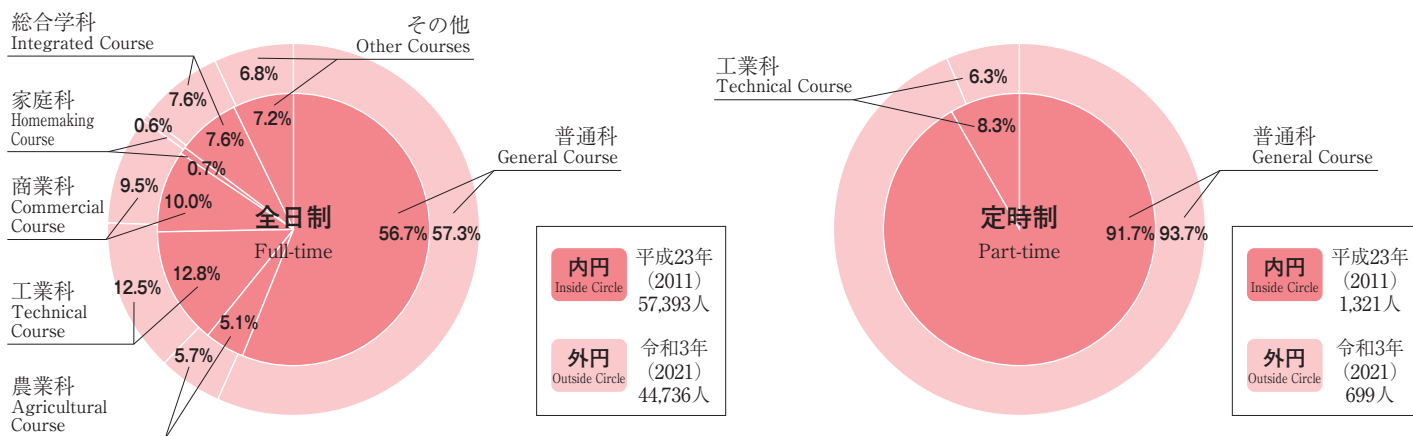 総合学科
Integrated Course
その他
Other Courses
6.8%
7.6%
7.2%
7.6%
家庭科
Homemaking
Course
0.6%
0.7%
普通科
General Course
商業科
Commercial
Course
9.5%
10.0%
全日制
Full-time
56.7%
57.3%
工業科
Technical
Course
12.5%
12.8%
5.1%
5.7%
農業科
Agricultural
Course
内円
Inside Circle
平成23年
(2011)
57,393人
外円
Outside Circle
令和3年
(2021)
44,736人
工業科
Technical Course
6.3%
8.3%
普通科
General Course
定時制
Part-time
91.7%
93.7%
内円
Inside Circle
平成23年
(2011)
1,321人
外円
Outside Circle
令和3年
(2021)
699人